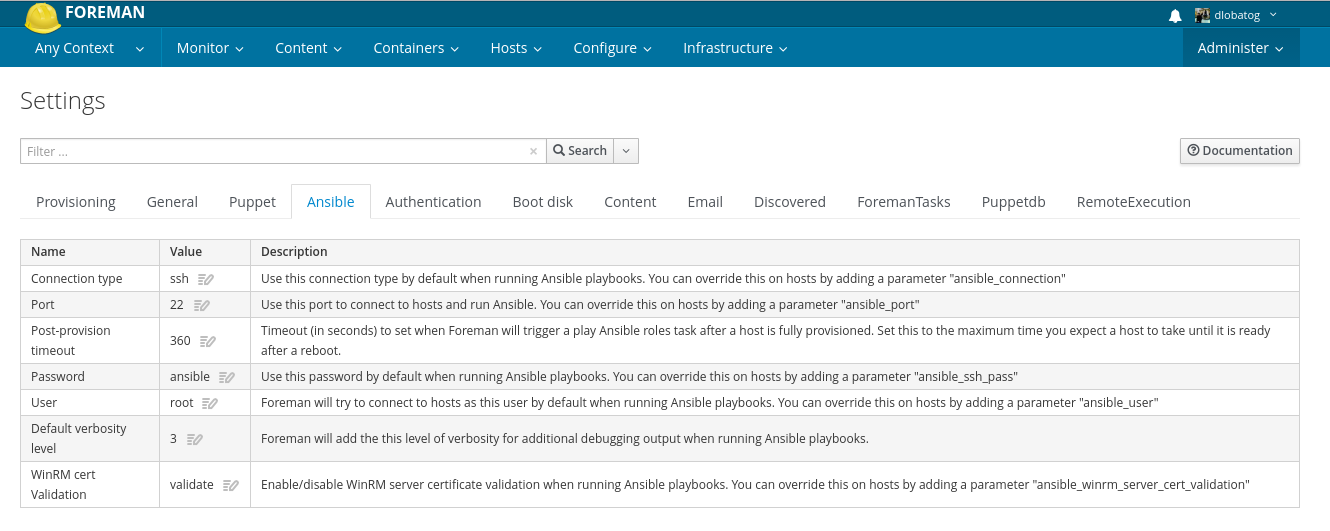 FOREMAN
dlobatog
Any Context Monitor Content Containers Hosts Configure Infrastructure Administer
Settings
Filter ... × Search Documentation
Provisioning General Puppet Ansible Authentication Boot disk Content Email Discovered ForemanTasks Puppetdb RemoteExecution
Name Value Description
Connection type ssh Use this connection type by default when running Ansible playbooks. You can override this on hosts by adding a parameter "ansible_connection"
Port 22 Use this port to connect to hosts and run Ansible. You can override this on hosts by adding a parameter "ansible_port"
Post-provision
timeout
360
Timeout (in seconds) to set when Foreman will trigger a play Ansible roles task after a host is fully provisioned. Set this to the maximum time you expect a host to take until it is ready
after a reboot.
Password ansible Use this password by default when running Ansible playbooks. You can override this on hosts by adding a parameter "ansible_ssh_pass"
User root Foreman will try to connect to hosts as this user by default when running Ansible playbooks. You can override this on hosts by adding a parameter "ansible_user"
Default verbosity
level
3
Foreman will add the this level of verbosity for additional debugging output when running Ansible playbooks.
WinRM cert
Validation
validate
Enable/disable WinRM server certificate validation when running Ansible playbooks. You can override this on hosts by adding a parameter "ansible_winrm_server_cert_validation"